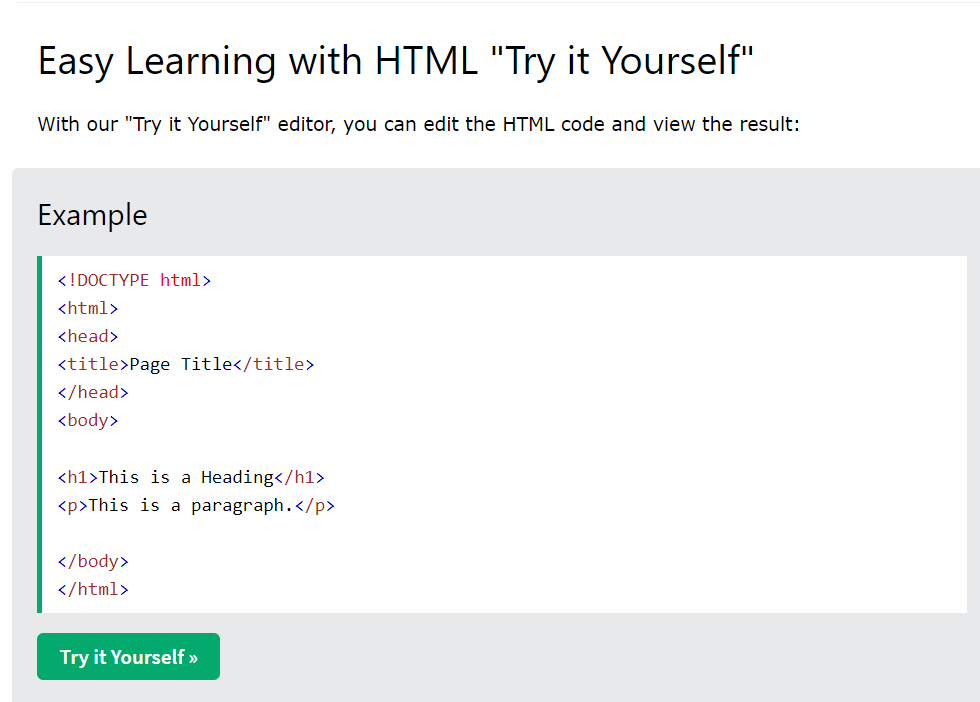 Easy Learning with HTML "Try it Yourself"
With our "Try it Yourself" editor, you can edit the HTML code and view the result:
Example
<!DOCTYPE html>
<html>
<head>
<title>Page Title</title>
</head>
<body>
<h1>This is a Heading</h1>
<p>This is a paragraph.</p>
</body>
</html>
Try it Yourself »